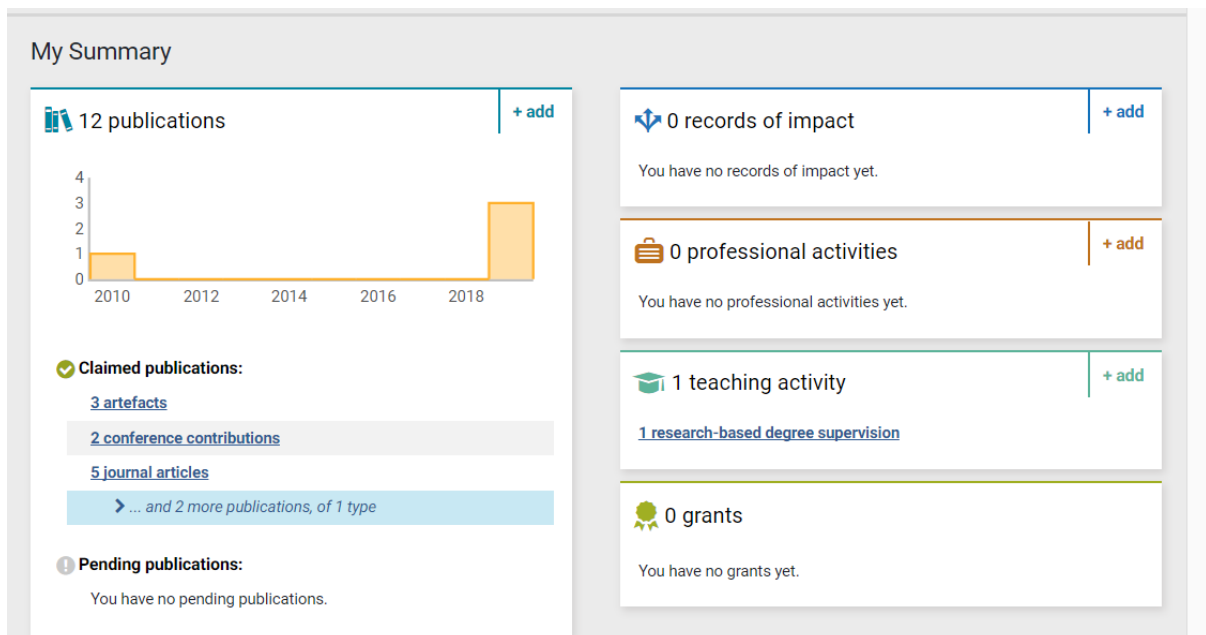 My Summary
12 publications
+ add
4
3
2
1
0
2010 2012 2014 2016 2018
Claimed publications:
3 artefacts
2 conference contributions
5 journal articles
... and 2 more publications, of 1 type
Pending publications:
You have no pending publications.
0 records of impact
+ add
You have no records of impact yet.
0 professional activities
+ add
You have no professional activities yet.
1 teaching activity
+ add
1 research-based degree supervision
0 grants
You have no grants yet.